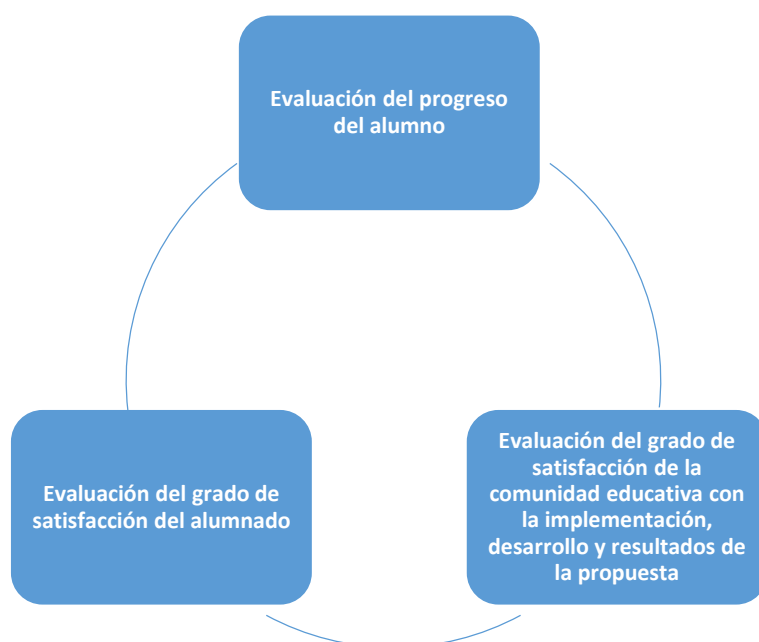 Evaluación del progreso
del alumno
Evaluación del grado de
satisfacción del alumnado
Evaluación del grado de
satisfacción de la
comunidad educativa con
la implementación,
desarrollo y resultados de
la propuesta